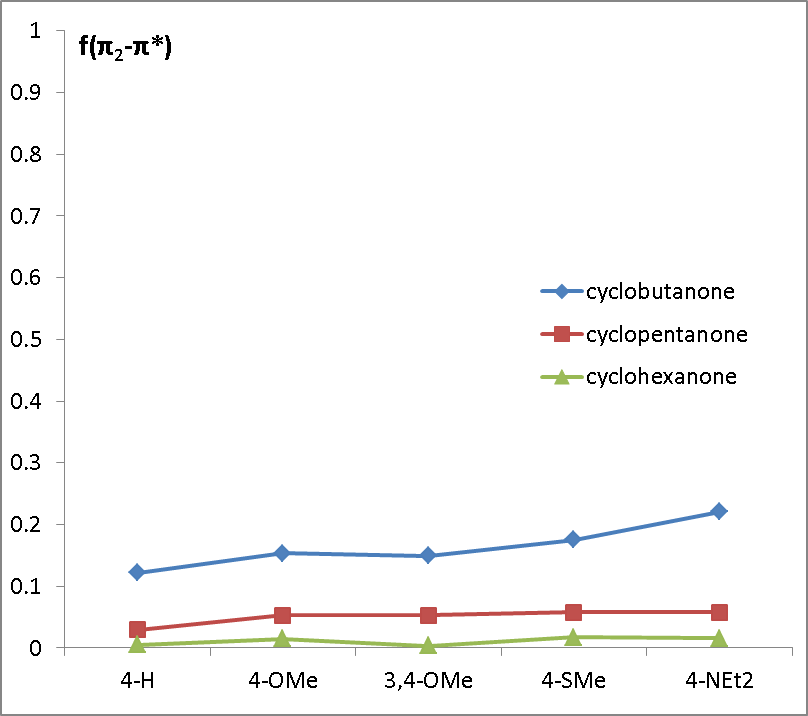 f(π₂-π*)
1
0.9
0.8
0.7
0.6
0.5
0.4
0.3
0.2
0.1
0
cyclobutanone
cyclopentanone
cyclohexanone
4-H 4-OMe 3,4-OMe 4-SMe 4-NEt2